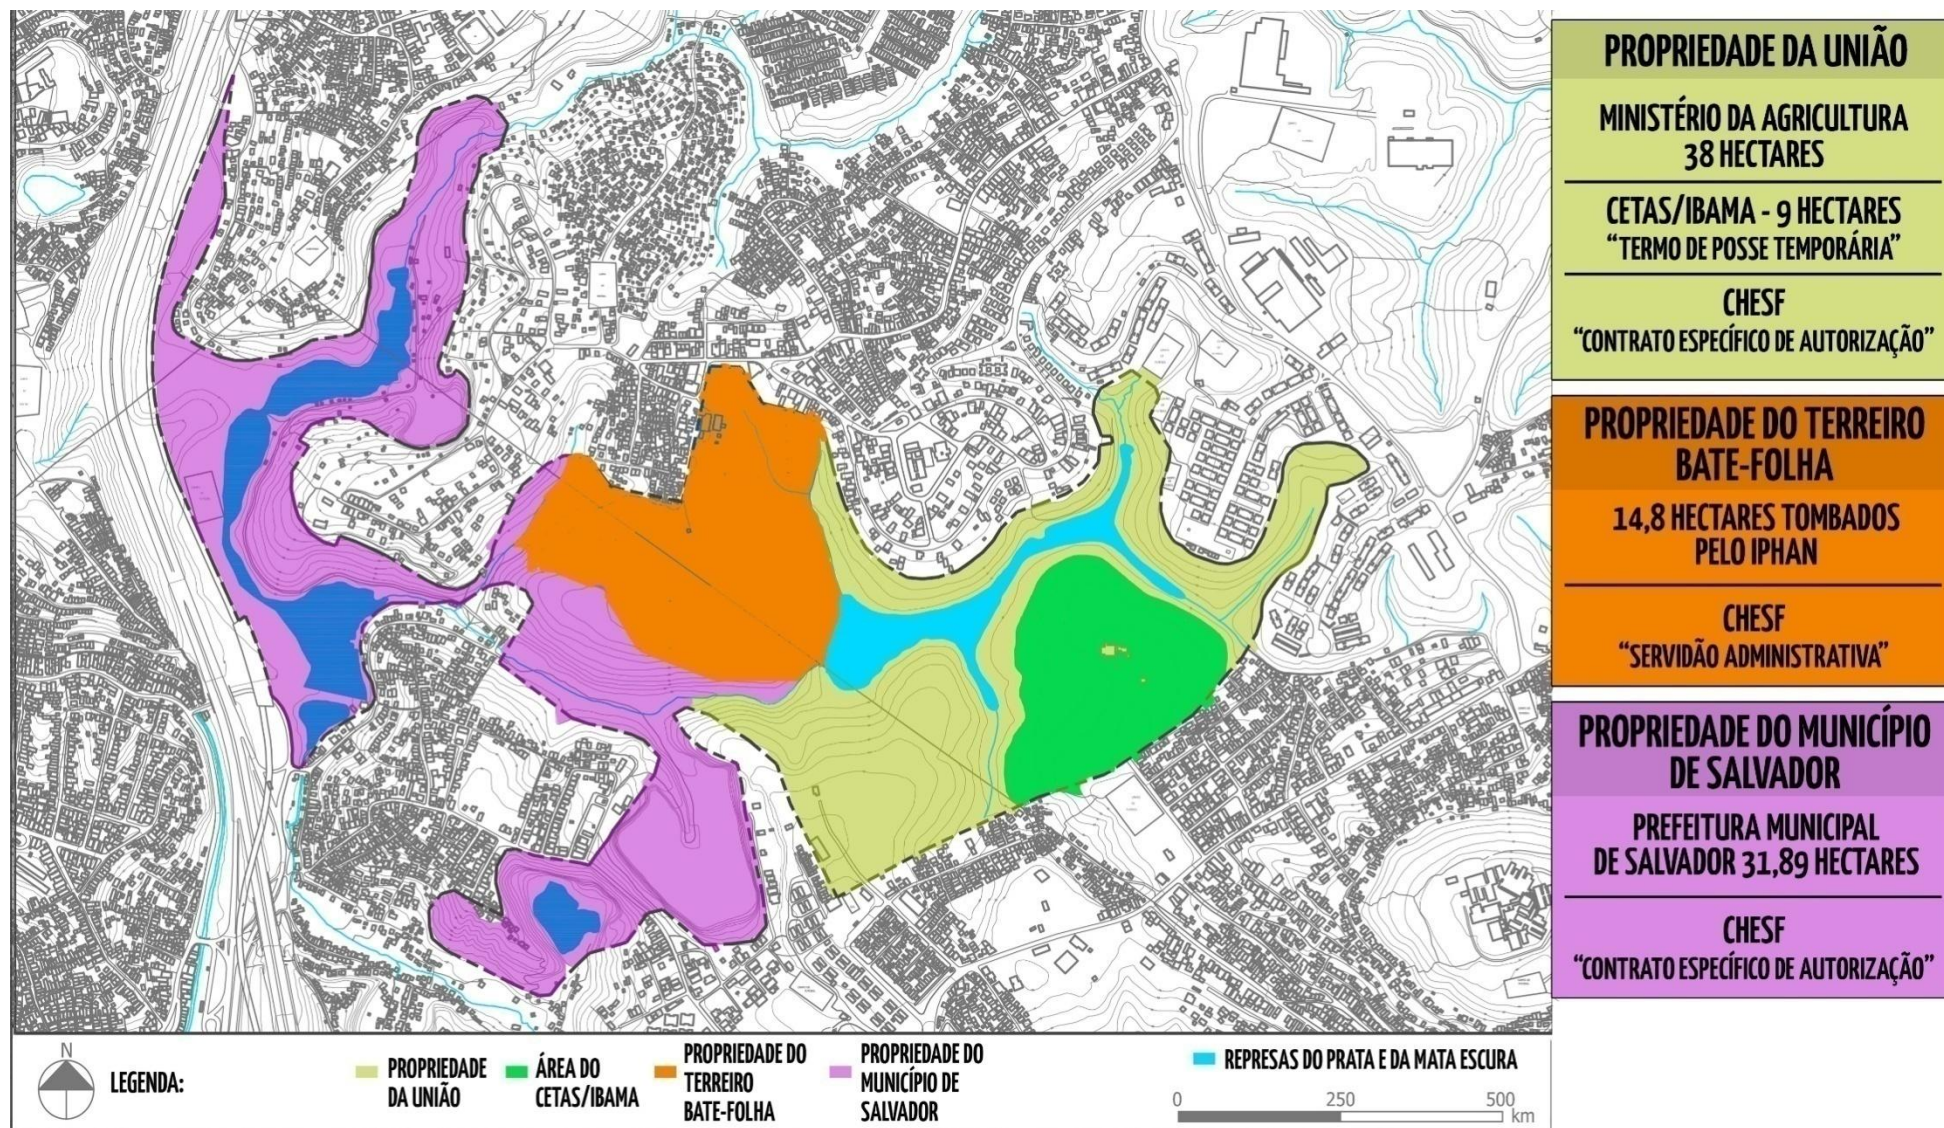 PROPRIEDADE DA UNIÃO
MINISTÉRIO DA AGRICULTURA
38 HECTARES
CETAS/IBAMA - 9 HECTARES
“TERMO DE POSSE TEMPORÁRIA”
CHESF
“CONTRATO ESPECÍFICO DE AUTORIZAÇÃO”
PROPRIEDADE DO TERREIRO
BATE-FOLHA
14,8 HECTARES TOMBADOS
PELO IPHAN
CHESF
“SERVIDÃO ADMINISTRATIVA”
PROPRIEDADE DO MUNICÍPIO
DE SALVADOR
PREFEITURA MUNICIPAL
DE SALVADOR 31,89 HECTARES
CHESF
“CONTRATO ESPECÍFICO DE AUTORIZAÇÃO”
N
LEGENDA:
PROPRIEDADE
DA UNIÃO
ÁREA DO
CETAS/IBAMA
PROPRIEDADE DO
TERREIRO
BATE-FOLHA
PROPRIEDADE DO
MUNICÍPIO DE
SALVADOR
REPRESAS DO PRATA E DA MATA ESCURA
0 250 500
km